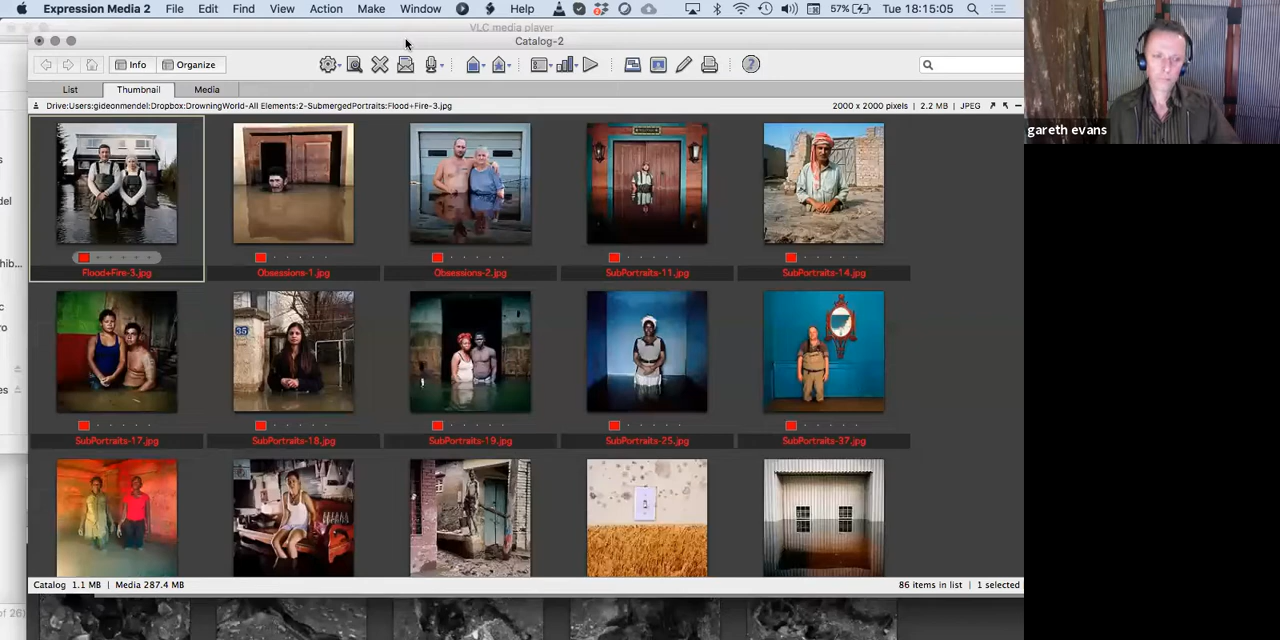 Expression Media 2 File Edit Find View Action Make Window Help 57% Tue 18:15:05
VLC media player
Catalog-2
Info Organize
List Thumbnail Media
Drive:Users:gideonmendel:Dropbox:DrowningWorld-All Elements:2-SubmergedPortraits:Flood+Fire-3.jpg 2000 x 2000 pixels | 2.2 MB | JPEG
gareth evans
Flood+Fire-3.jpg Obsessions-1.jpg Obsessions-2.jpg SubPortraits-11.jpg SubPortraits-14.jpg
35
SubPortraits-17.jpg SubPortraits-18.jpg SubPortraits-19.jpg SubPortraits-25.jpg SubPortraits-37.jpg
Catalog 1.1 MB | Media 287.4 MB 86 items in list | 1 selected
of 26)